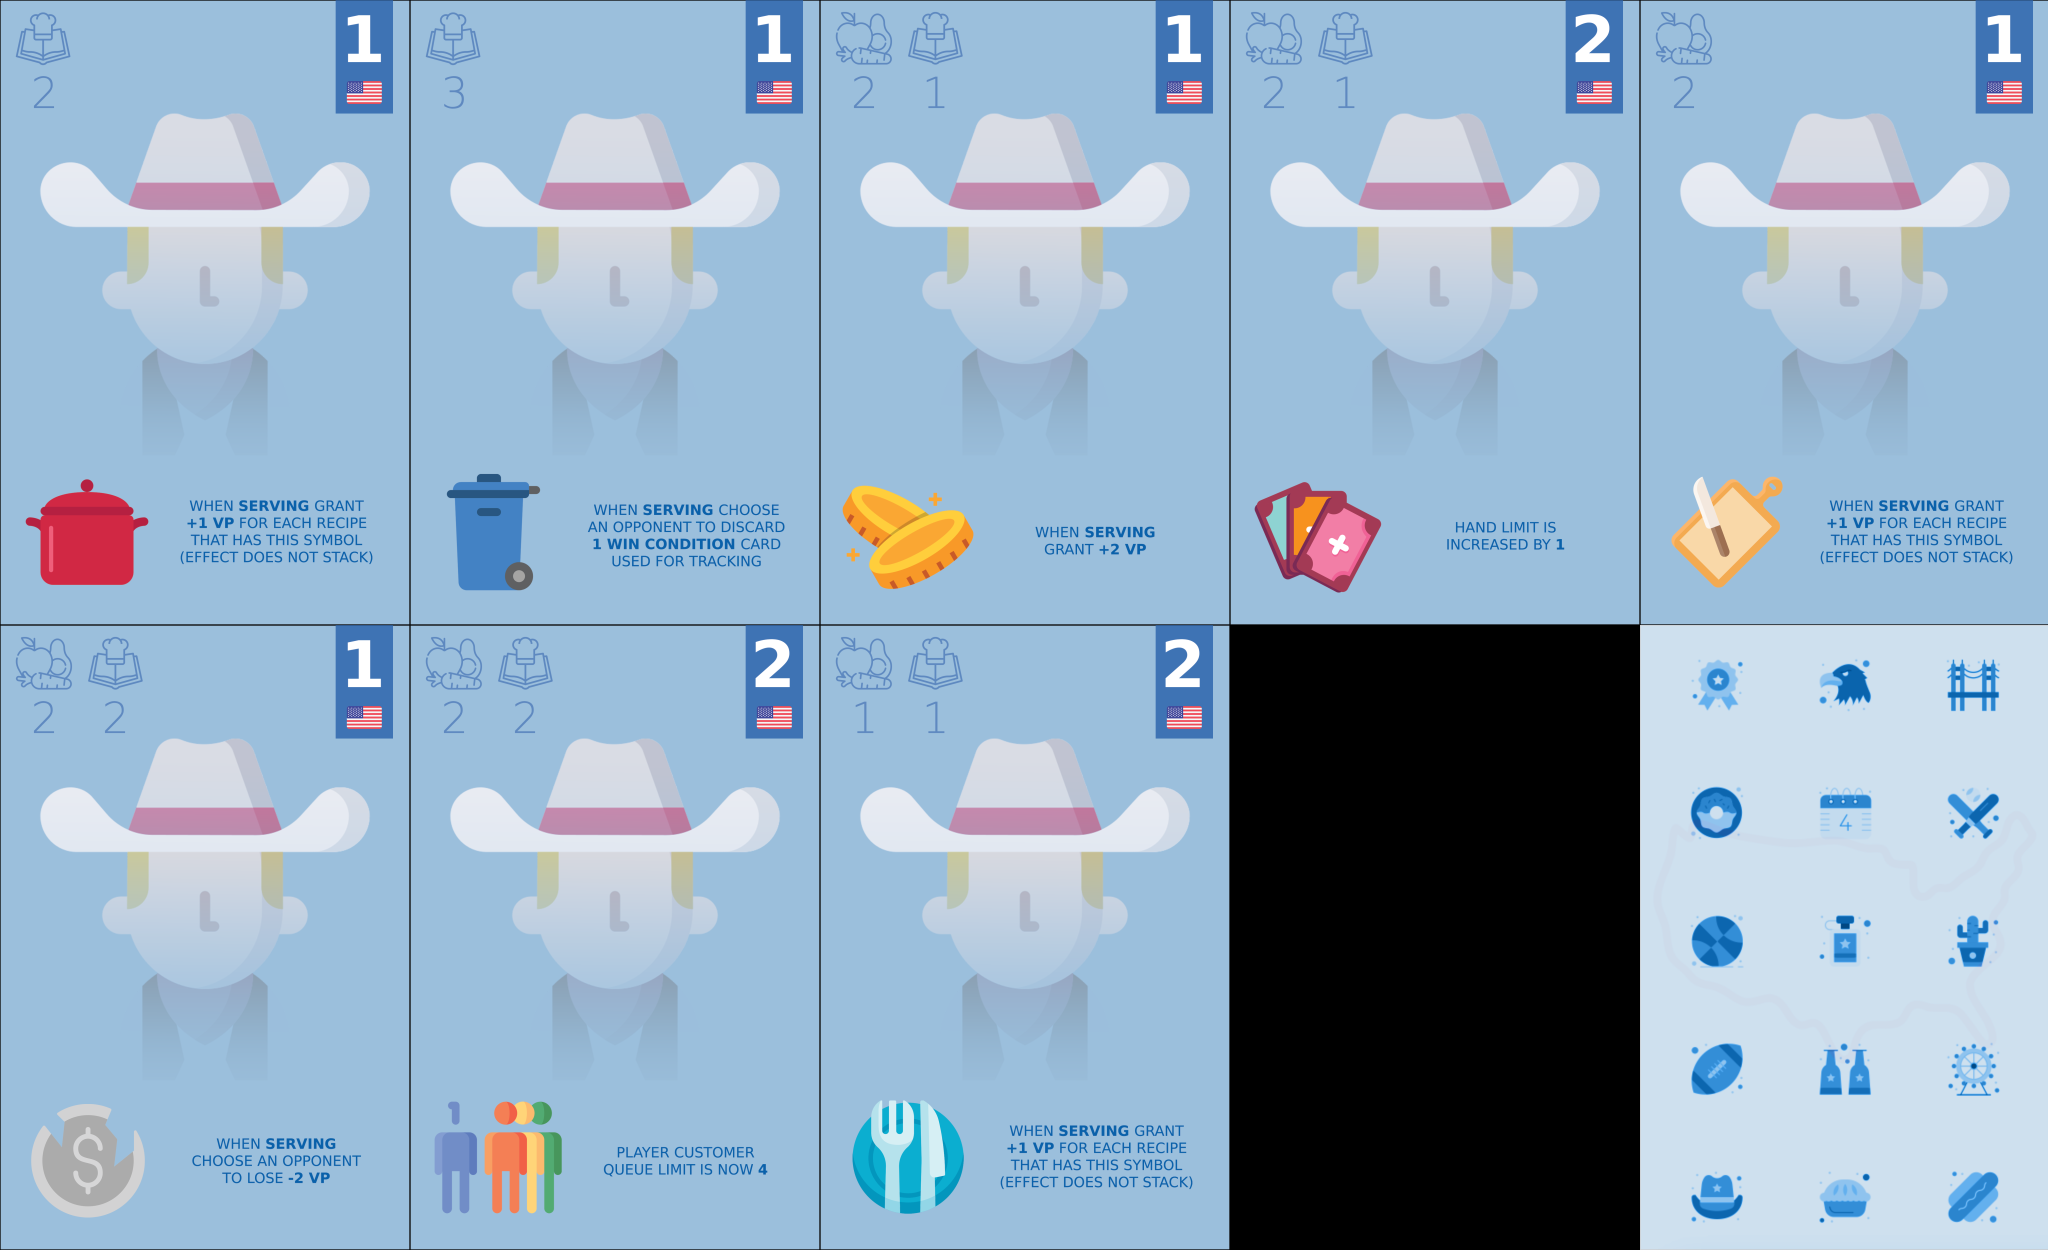 1
2
WHEN SERVING GRANT
+1 VP FOR EACH RECIPE
THAT HAS THIS SYMBOL
(EFFECT DOES NOT STACK)
1
3
WHEN SERVING CHOOSE
AN OPPONENT TO DISCARD
1 WIN CONDITION CARD
USED FOR TRACKING
1
2 1
WHEN SERVING
GRANT +2 VP
2
2 1
HAND LIMIT IS
INCREASED BY 1
1
2
WHEN SERVING GRANT
+1 VP FOR EACH RECIPE
THAT HAS THIS SYMBOL
(EFFECT DOES NOT STACK)
1
2 2
$
WHEN SERVING
CHOOSE AN OPPONENT
TO LOSE -2 VP
2
2 2
PLAYER CUSTOMER
QUEUE LIMIT IS NOW 4
2
1 1
WHEN SERVING GRANT
+1 VP FOR EACH RECIPE
THAT HAS THIS SYMBOL
(EFFECT DOES NOT STACK)
4